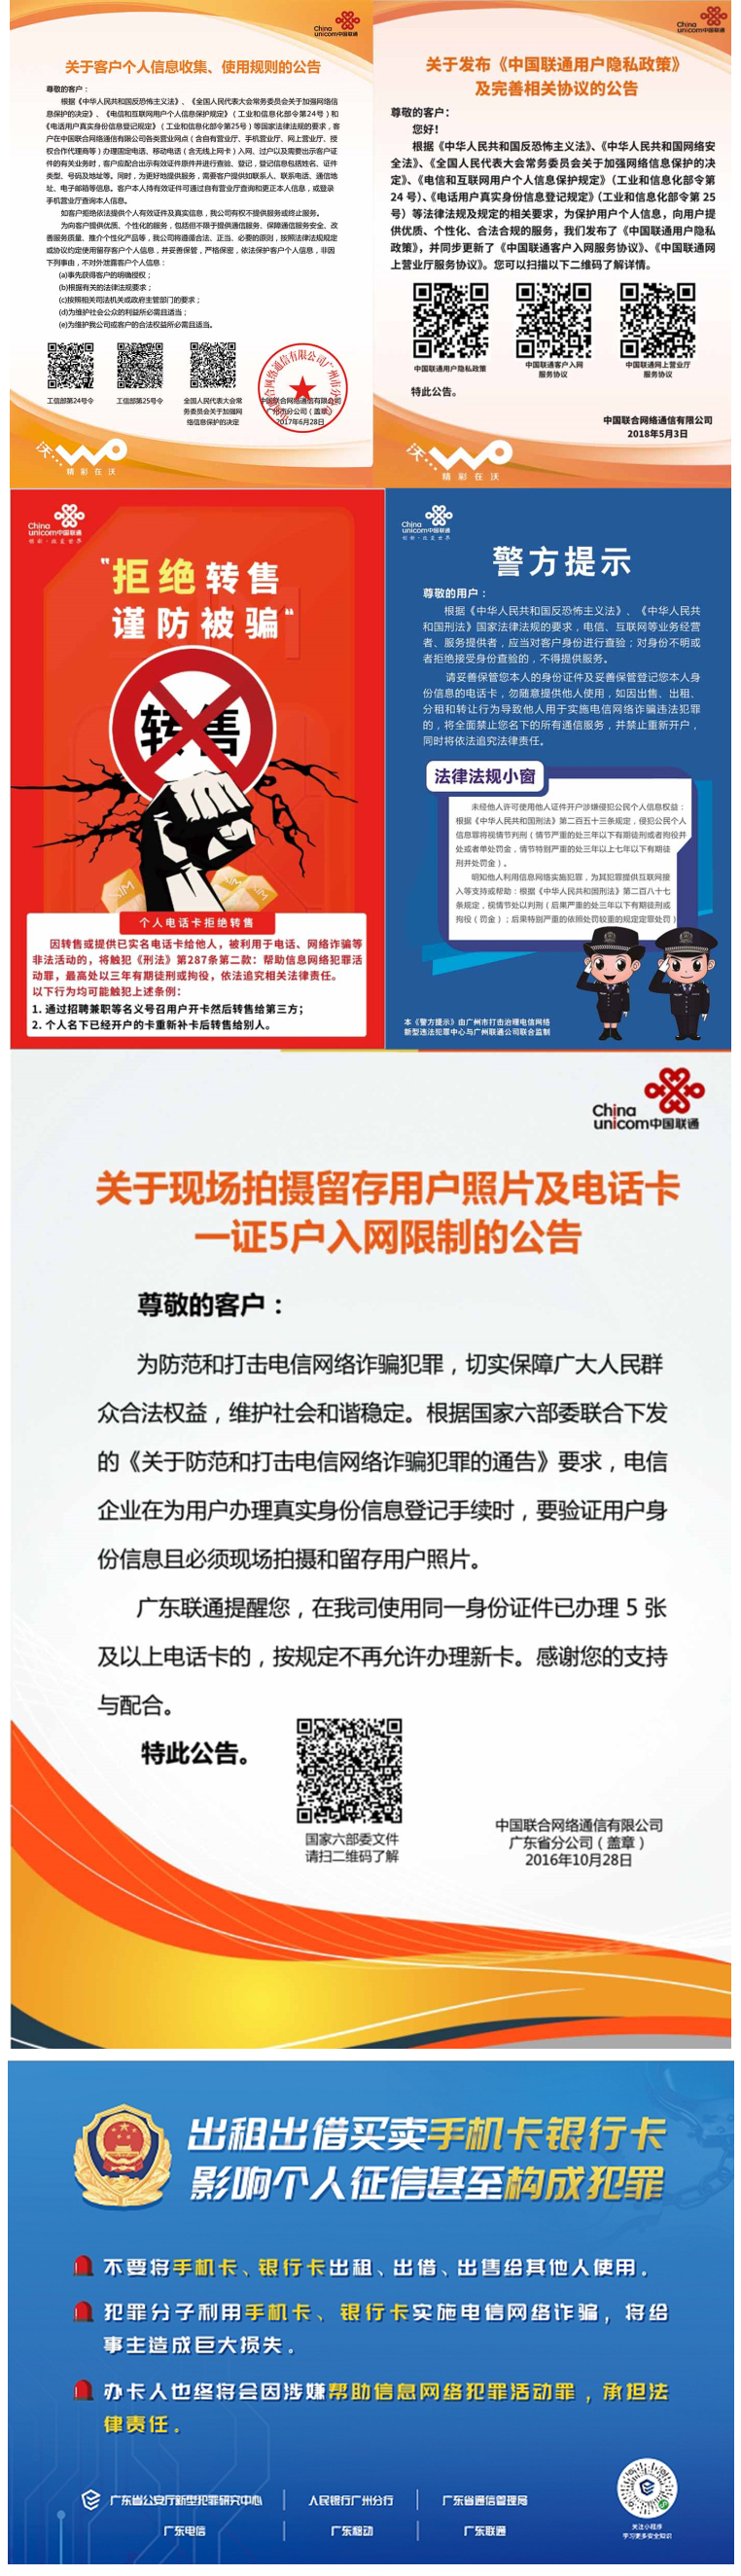 China
unicom中国联通
关于客户个人信息收集、使用规则的公告
尊敬的客户：
根据《中华人民共和国反恐怖主义法》、《全国人民代表大会常务委员会关于加强网络信
息保护的决定》、《电信和互联网用户个人信息保护规定》（工业和信息化部令第24号）和
《电话用户真实身份信息登记规定》（工业和信息化部令第25号）等国家法律法规的要求，客
户在中国联合网络通信有限公司各类营业网点（含自有营业厅、手机营业厅、网上营业厅、授
权合作代理商等）办理固定电话、移动电话（含无线上网卡）入网、过户以及需要出示客户证
件的有关业务时，客户应配合出示有效证件原件并进行查验、登记，登记信息包括姓名、证件
类型、号码及地址等。同时，为更好地提供服务，需要客户提供如联系人、联系电话、通信地
址、电子邮箱等信息。客户本人持有效证件可通过自有营业厅查询和更正本人信息，或登录
手机营业厅查询本人信息。
如客户拒绝依法提供个人有效证件及真实信息，我公司有权不提供服务或终止服务。
为向客户提供优质、个性化的服务，包括但不限于提供通信服务、保障通信服务安全、改
善服务质量、推介个性化产品等，我公司将遵循合法、正当、必要的原则，按照法律法规规定
或协议约定使用留存客户个人信息，并妥善保管，严格保密，依法保护客户个人信息，非因
下列事由，不对外泄露客户个人信息：
(a)事先获得客户的明确授权；
(b)根据有关的法律法规要求；
(c)按照相关司法机关或政府主管部门的要求；
(d)为维护社会公众的利益所必需且适当；
(e)为维护我公司或客户的合法权益所必需且适当。
工信部第24号令
工信部第25号令
全国人民代表大会常
务委员会关于加强网
络信息保护的决定
中国联合网络通信有限公司
广州市分公司（盖章）
2017年6月28日
沃...
精彩在沃
China
unicom中国联通
关于发布《中国联通用户隐私政策》
及完善相关协议的公告
尊敬的客户：
您好！
根据《中华人民共和国反恐怖主义法》、《中华人民共和国网络安
全法》、《全国人民代表大会常务委员会关于加强网络信息保护的决
定》、《电信和互联网用户个人信息保护规定》（工业和信息化部令第
24 号）、《电话用户真实身份信息登记规定》（工业和信息化部令第 25
号）等法律法规及规定的相关要求，为保护用户个人信息，向用户提
供优质、个性化、合法合规的服务，我们发布了《中国联通用户隐私
政策》，并同步更新了《中国联通客户入网服务协议》、《中国联通网
上营业厅服务协议》。您可以扫描以下二维码了解详情。
中国联通用户隐私政策
中国联通客户入网
服务协议
中国联通网上营业厅
服务协议
特此公告。
中国联合网络通信有限公司
2018年5月3日
沃...
精彩在沃
China
unicom中国联通
创新·改变世界
“拒绝转售
谨防被骗“
转售
SIM
SIM
个人电话卡拒绝转售
因转售或提供已实名电话卡给他人，被利用于电话、网络诈骗等
非法活动的，将触犯《刑法》第287条第二款：帮助信息网络犯罪活
动罪，最高处以三年有期徒刑或拘役，依法追究相关法律责任。
以下行为均可能触犯上述条例：
1. 通过招聘兼职等名义号召用户开卡然后转售给第三方；
2. 个人名下已经开户的卡重新补卡后转售给别人。
China
unicom中国联通
创新·改变世界
警方提示
尊敬的用户：
根据《中华人民共和国反恐怖主义法》、《中华人民共
和国刑法》国家法律法规的要求，电信、互联网等业务经营
者、服务提供者，应当对客户身份进行查验；对身份不明或
者拒绝接受身份查验的，不得提供服务。
请妥善保管您本人的身份证件及妥善保管登记您本人身
份信息的电话卡，勿随意提供他人使用，如因出售、出租、
分租和转让行为导致他人用于实施电信网络诈骗违法犯罪
的，将全面禁止您名下的所有通信服务，并禁止重新开户，
同时将依法追究法律责任。
法律法规小窗
未经他人许可使用他人证件开户涉嫌侵犯公民个人信息权益：
根据《中华人民共和国刑法》第二百五十三条规定，侵犯公民个人
信息罪将视情节判刑（情节严重的处三年以下有期徒刑或者拘役并
处或者单处罚金，情节特别严重的处三年以上七年以下有期徒
刑并处罚金）。
明知他人利用信息网络实施犯罪，为其犯罪提供互联网接
入等支持或帮助：根据《中华人民共和国刑法》第二百八十七
条规定，视情节处以判刑（后果严重的处三年以下有期徒刑或
拘役（罚金）；后果特别严重的依照处罚较重的规定定罪处罚）
本《警方提示》由广州市打击治理电信网络
新型违法犯罪中心与广州联通公司联合监制
China
unicom中国联通
关于现场拍摄留存用户照片及电话卡
一证5户入网限制的公告
尊敬的客户：
为防范和打击电信网络诈骗犯罪，切实保障广大人民群
众合法权益，维护社会和谐稳定。根据国家六部委联合下发
的《关于防范和打击电信网络诈骗犯罪的通告》要求，电信
企业在为用户办理真实身份信息登记手续时，要验证用户身
份信息且必须现场拍摄和留存用户照片。
广东联通提醒您，在我司使用同一身份证件已办理 5 张
及以上电话卡的，按规定不再允许办理新卡。感谢您的支持
与配合。
特此公告。
国家六部委文件
请扫二维码了解
中国联合网络通信有限公司
广东省分公司（盖章）
2016年10月28日
出租出借买卖手机卡银行卡
影响个人征信甚至构成犯罪
不要将手机卡、银行卡出租、出借、出售给其他人使用。
犯罪分子利用手机卡、银行卡实施电信网络诈骗，将给
事主造成巨大损失。
办卡人也终将会因涉嫌帮助信息网络犯罪活动罪，承担法
律责任。
广东省公安厅新型犯罪研究中心
人民银行广州分行
广东省通信管理局
广东电信
广东移动
广东联通
关注小程序
学习更多安全知识